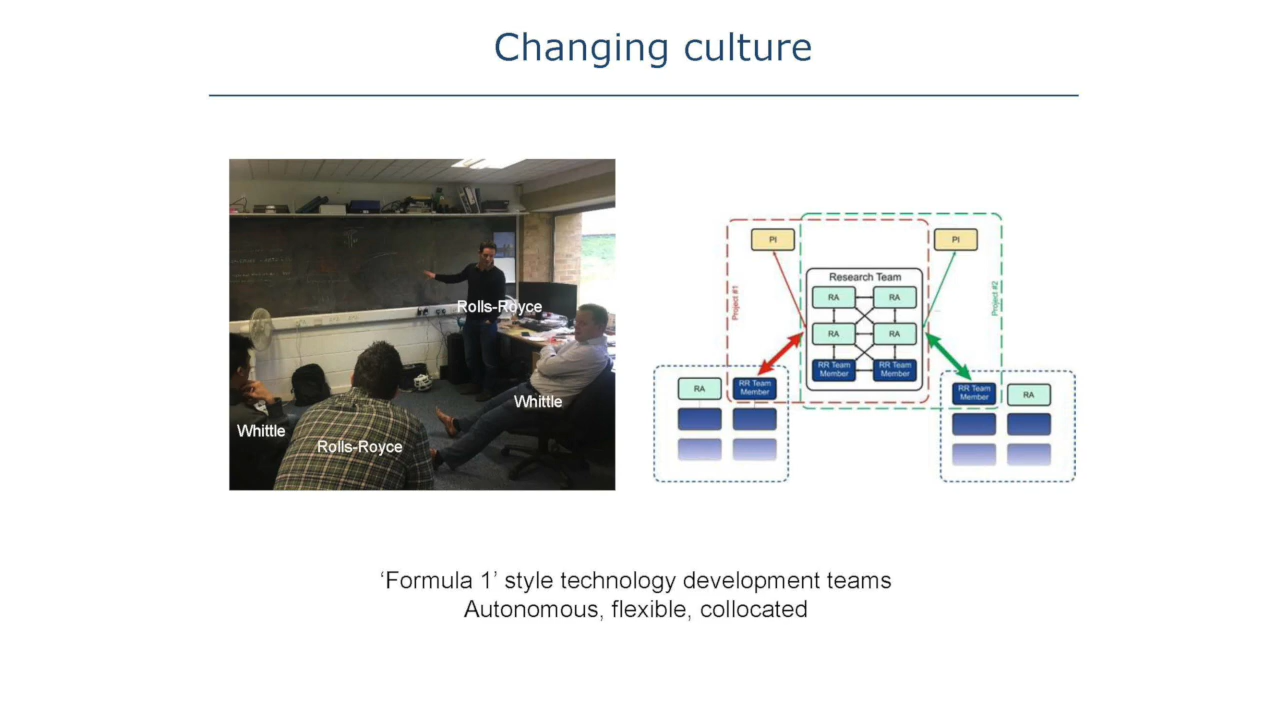 Changing culture
Rolls-Royce
Whittle
Whittle
Rolls-Royce
PI
PI
Research Team
RA
RA
RA
RA
RR Team
Member
RR Team
Member
Project #1
Project #2
RA
RR Team
Member
RR Team
Member
RA
‘Formula 1’ style technology development teams
Autonomous, flexible, collocated